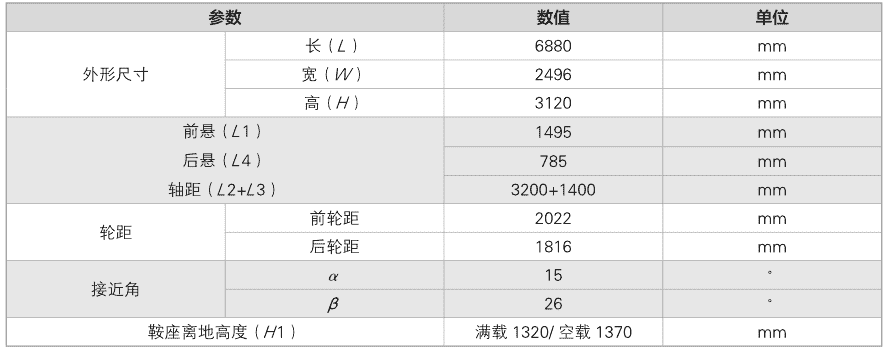 参数 数值 单位
外形尺寸 长（L） 6880 mm
宽（W） 2496 mm
高（H） 3120 mm
前悬（L1） 1495 mm
后悬（L4） 785 mm
轴距（L2+L3） 3200+1400 mm
轮距 前轮距 2022 mm
后轮距 1816 mm
接近角 α 15 °
β 26 °
鞍座离地高度（H1） 满载 1320/ 空载 1370 mm